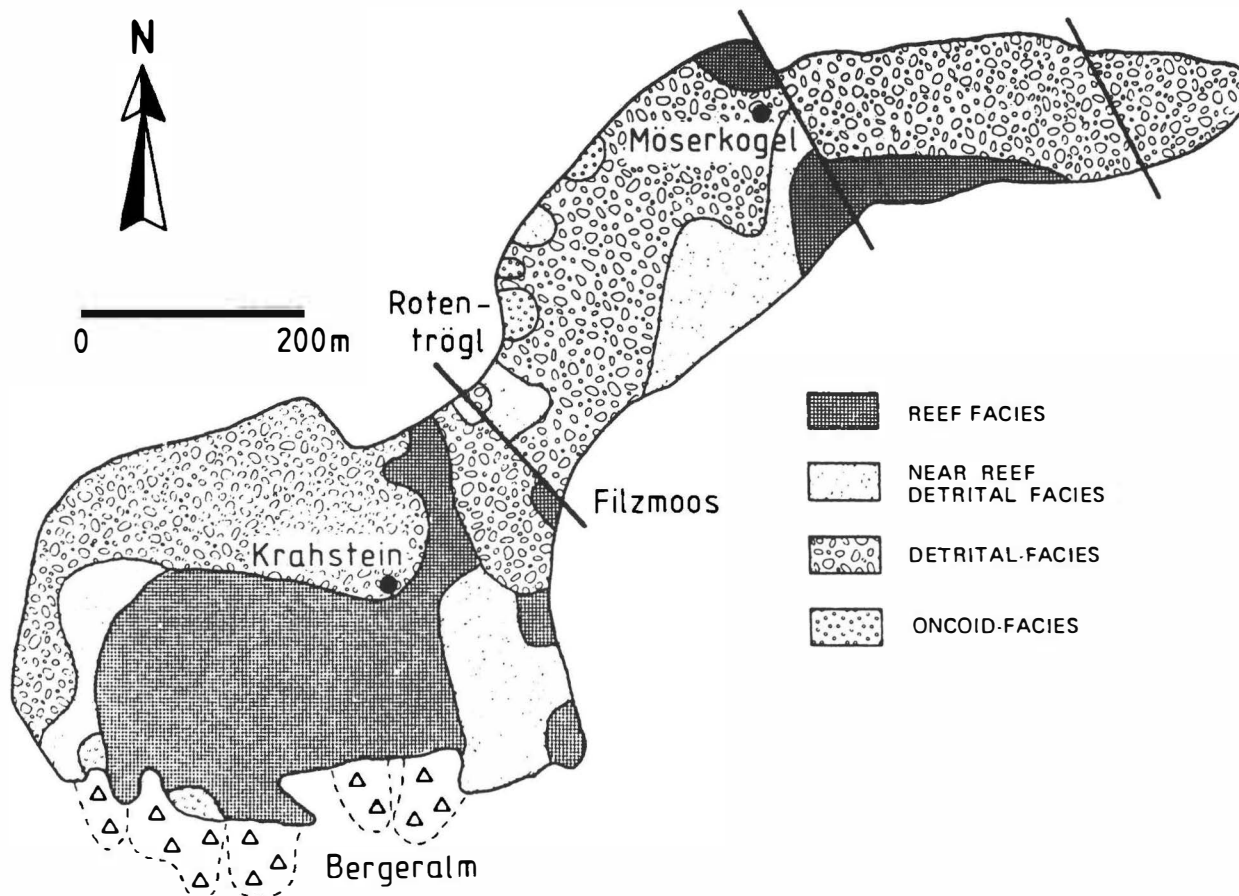 N
0 200m
Möserkogel
Roten-
trögl
Filzmoos
Krahstein
Bergeralm
REEF FACIES
NEAR REEF
DETRITAL FACIES
DETRITAL-FACIES
ONCOID-FACIES